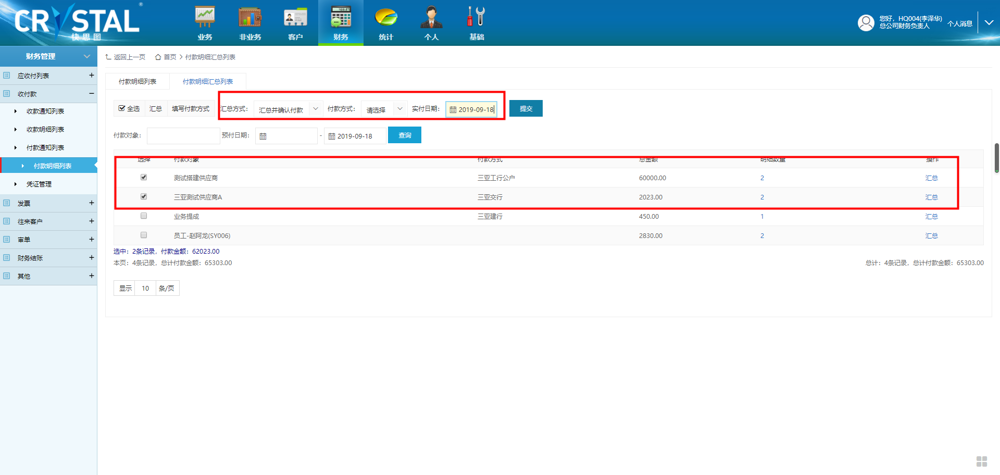 CRYSTAL
®
快思图
业务
非业务
客户
财务
统计
个人
基础
您好，HQ004(李泽华)
总公司财务负责人
个人消息
财务管理
应收付列表
收付款
收款通知列表
收款明细列表
付款通知列表
付款明细列表
凭证管理
发票
往来客户
审单
财务结账
其他
返回上一页 首页 > 付款明细汇总列表
付款明细列表 付款明细汇总列表
全选 汇总 填写付款方式 汇总方式： 汇总并确认付款 付款方式： 请选择 实付日期： 2019-09-18 提交
付款对象： 预付日期： - 2019-09-18 查询
选择 付款对象 付款方式 总金额 明细数量 操作
测试搭建供应商 三亚工行公户 60000.00 2 汇总
三亚测试供应商A 三亚交行 2023.00 2 汇总
业务提成 三亚建行 450.00 1 汇总
员工-赵阿龙(SY006) 2830.00 2 汇总
选中：2条记录，付款金额：62023.00
本页：4条记录，总计付款金额：65303.00 总计：4条记录，总计付款金额：65303.00
显示 10 条/页